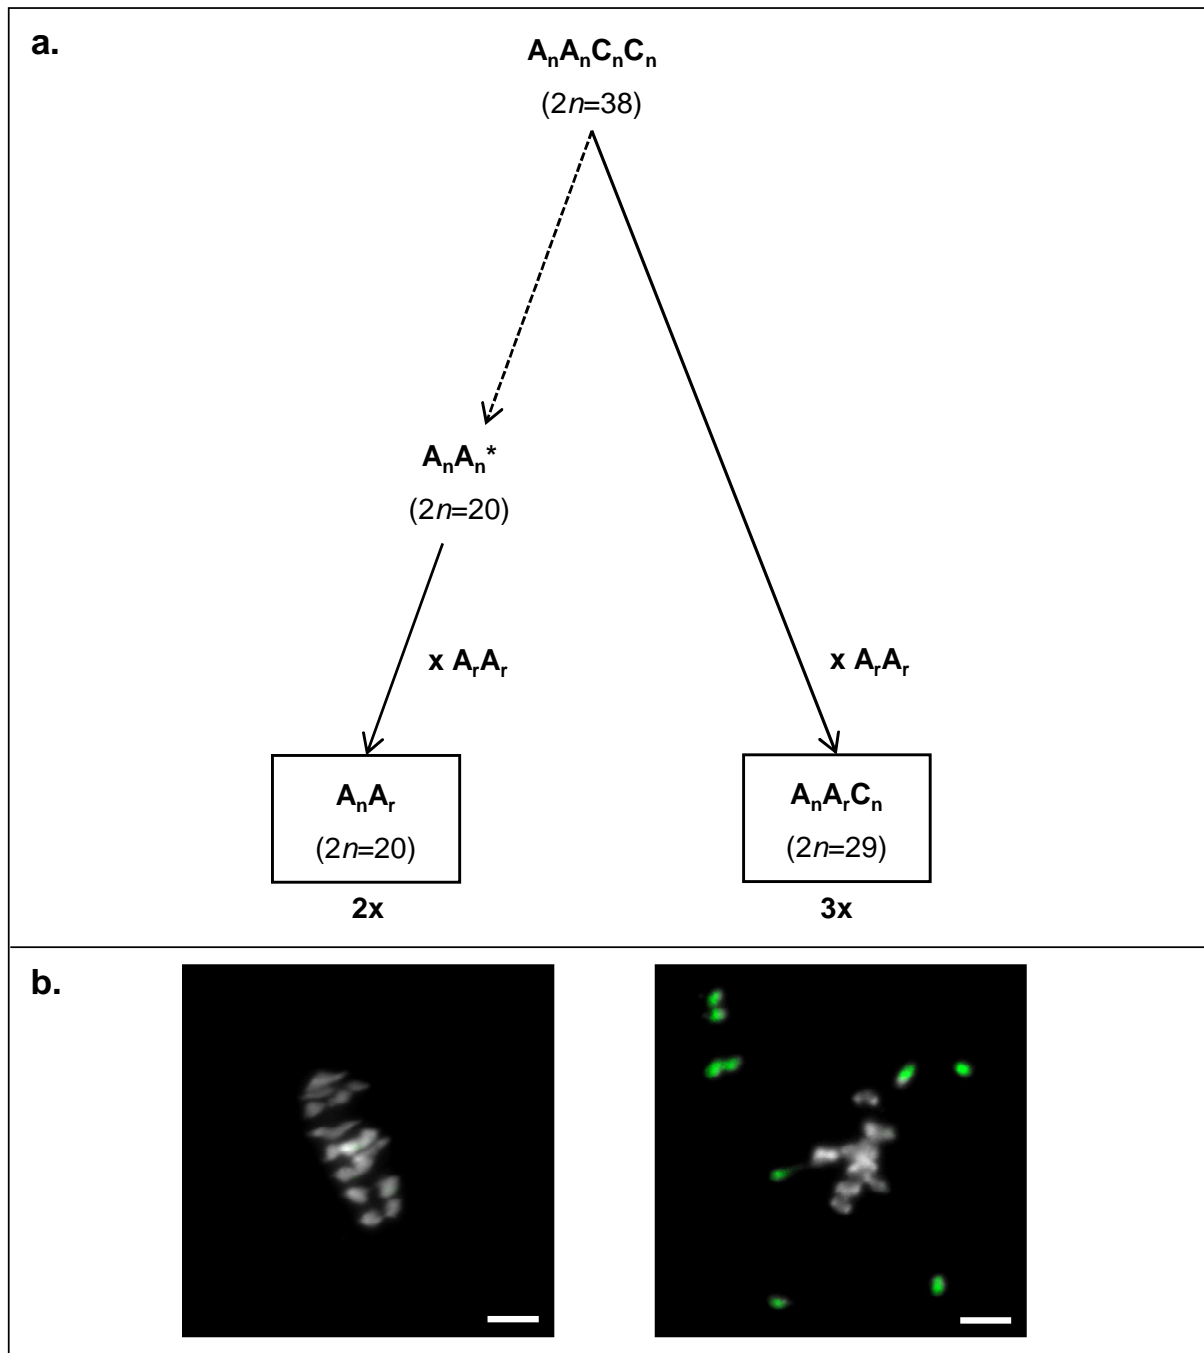 a.
AₙAₙCₙCₙ
(2n=38)
AₙAₙ*
(2n=20)
x AᵣAᵣ
x AᵣAᵣ
AₙAᵣ
(2n=20)
2x
AₙAᵣCₙ
(2n=29)
3x
b.